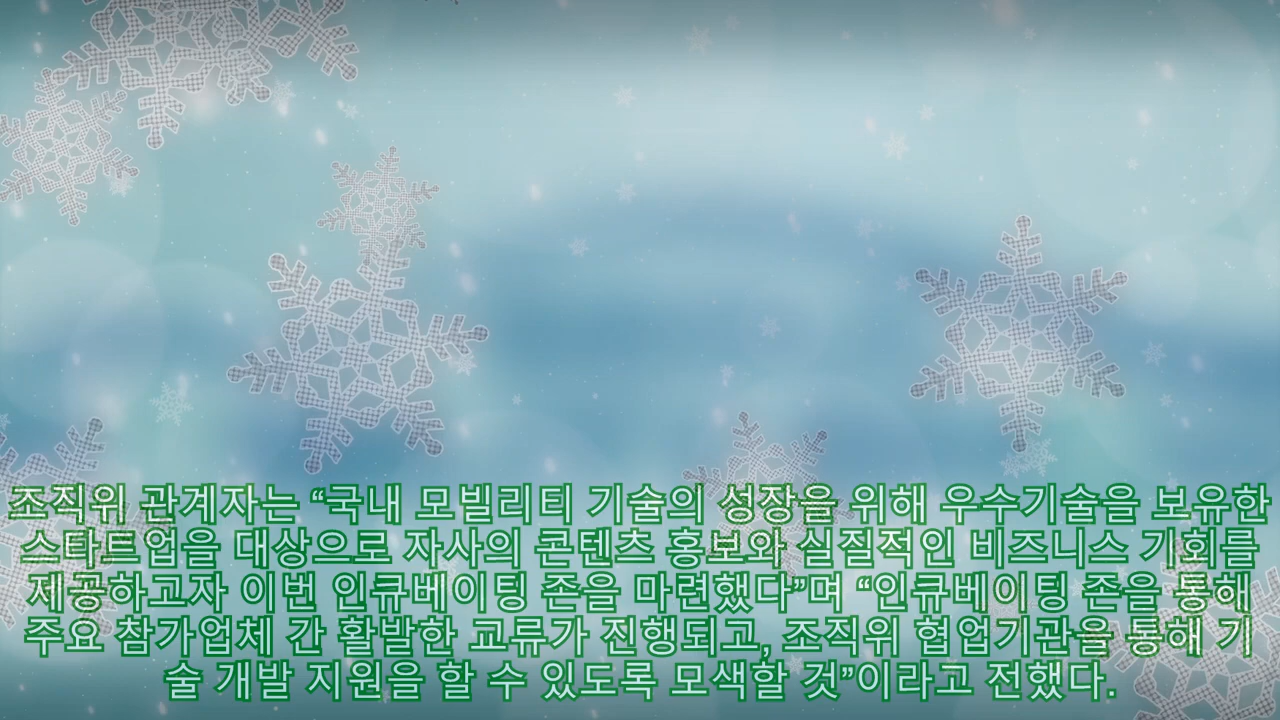 조직위 관계자는 “국내 모빌리티 기술의 성장을 위해 우수기술을 보유한
스타트업을 대상으로 자사의 콘텐츠 홍보와 실질적인 비즈니스 기회를
제공하고자 이번 인큐베이팅 존을 마련했다”며 “인큐베이팅 존을 통해
주요 참가업체 간 활발한 교류가 진행되고, 조직위 협업기관을 통해 기
술 개발 지원을 할 수 있도록 모색할 것”이라고 전했다.